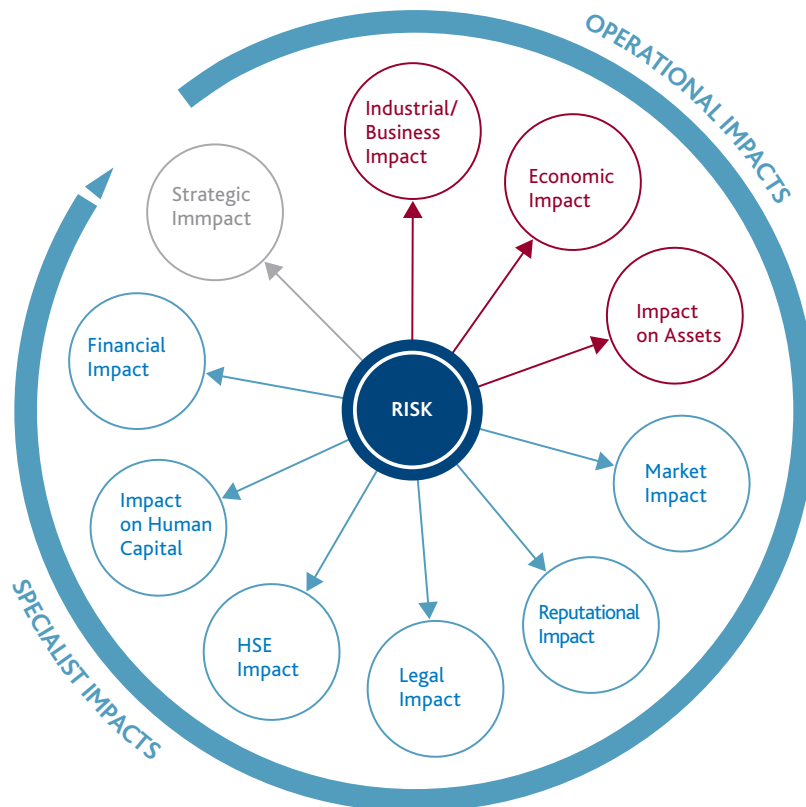 OPERATIONAL IMPACTS
Industrial/
Business
Impact
Economic
Impact
Impact
on Assets
Market
Impact
Reputational
Impact
Legal
Impact
HSE
Impact
Impact
on Human
Capital
Financial
Impact
Strategic
Immpact
RISK
SPECIALIST IMPACTS